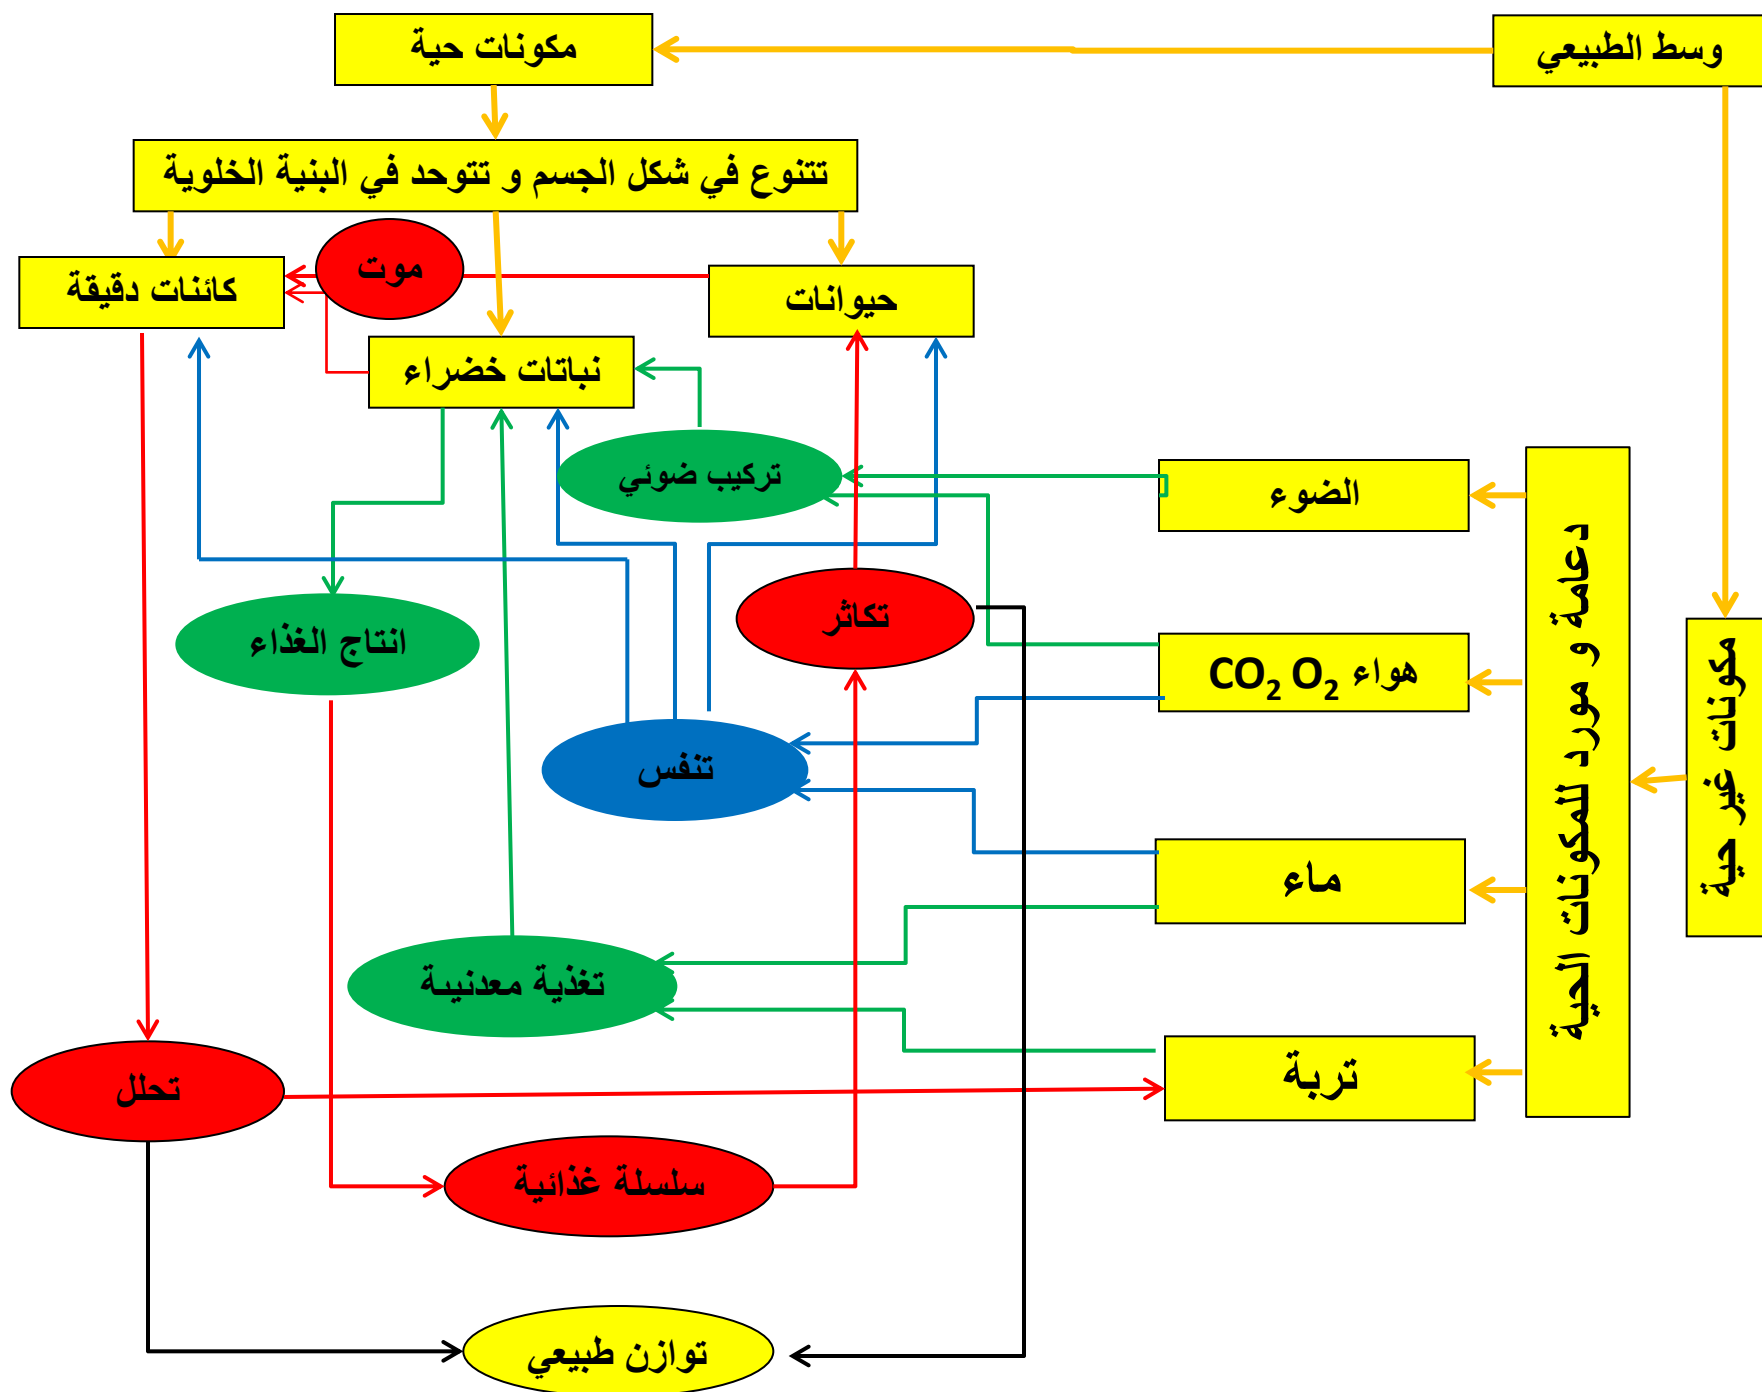 وسط الطبيعي
مكونات حية
تتنوع في شكل الجسم و تتوحد في البنية الخلوية
موت
كائنات دقيقة
حيوانات
نباتات خضراء
تركيب ضوئي
الضوء
تكاثر
انتاج الغذاء
هواء CO₂ O₂
تنفس
دعامة و مورد للمكونات الحية
مكونات غير حية
ماء
تغذية معدنيىة
تربة
تحلل
سلسلة غذائية
توازن طبيعي